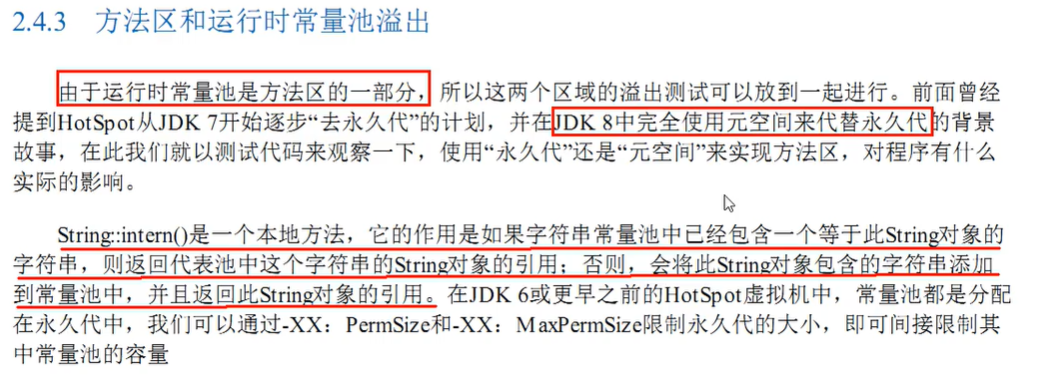 2.4.3 方法区和运行时常量池溢出
由于运行时常量池是方法区的一部分，所以这两个区域的溢出测试可以放到一起进行。前面曾经
提到HotSpot从JDK 7开始逐步“去永久代”的计划，并在JDK 8中完全使用元空间来代替永久代的背景
故事，在此我们就以测试代码来观察一下，使用“永久代”还是“元空间”来实现方法区，对程序有什么
实际的影响。
String::intern()是一个本地方法，它的作用是如果字符串常量池中已经包含一个等于此String对象的
字符串，则返回代表池中这个字符串的String对象的引用；否则，会将此String对象包含的字符串添加
到常量池中，并且返回此String对象的引用。在JDK 6或更早之前的HotSpot虚拟机中，常量池都是分配
在永久代中，我们可以通过-XX：PermSize和-XX：MaxPermSize限制永久代的大小，即可间接限制其
中常量池的容量